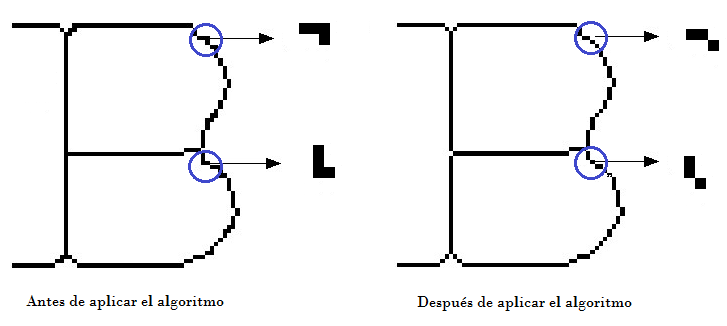 Antes de aplicar el algoritmo
Después de aplicar el algoritmo